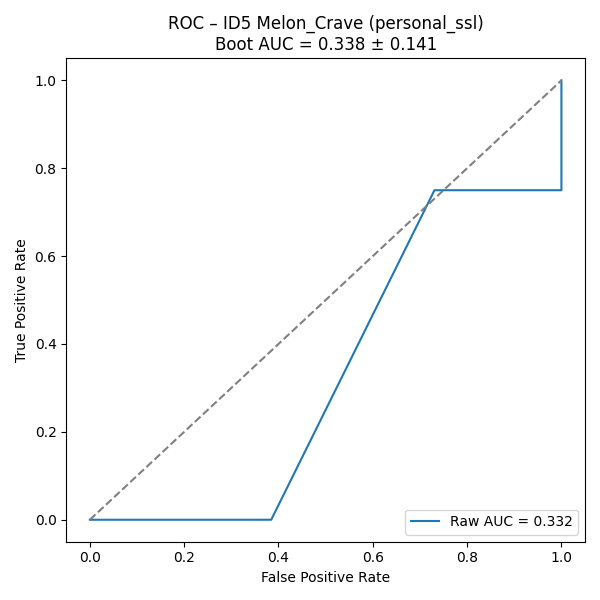 ROC – ID5 Melon_Crave (personal_ssl)
Boot AUC = 0.338 ± 0.141
True Positive Rate
1.0
0.8
0.6
0.4
0.2
0.0
Raw AUC = 0.332
0.0 0.2 0.4 0.6 0.8 1.0
False Positive Rate